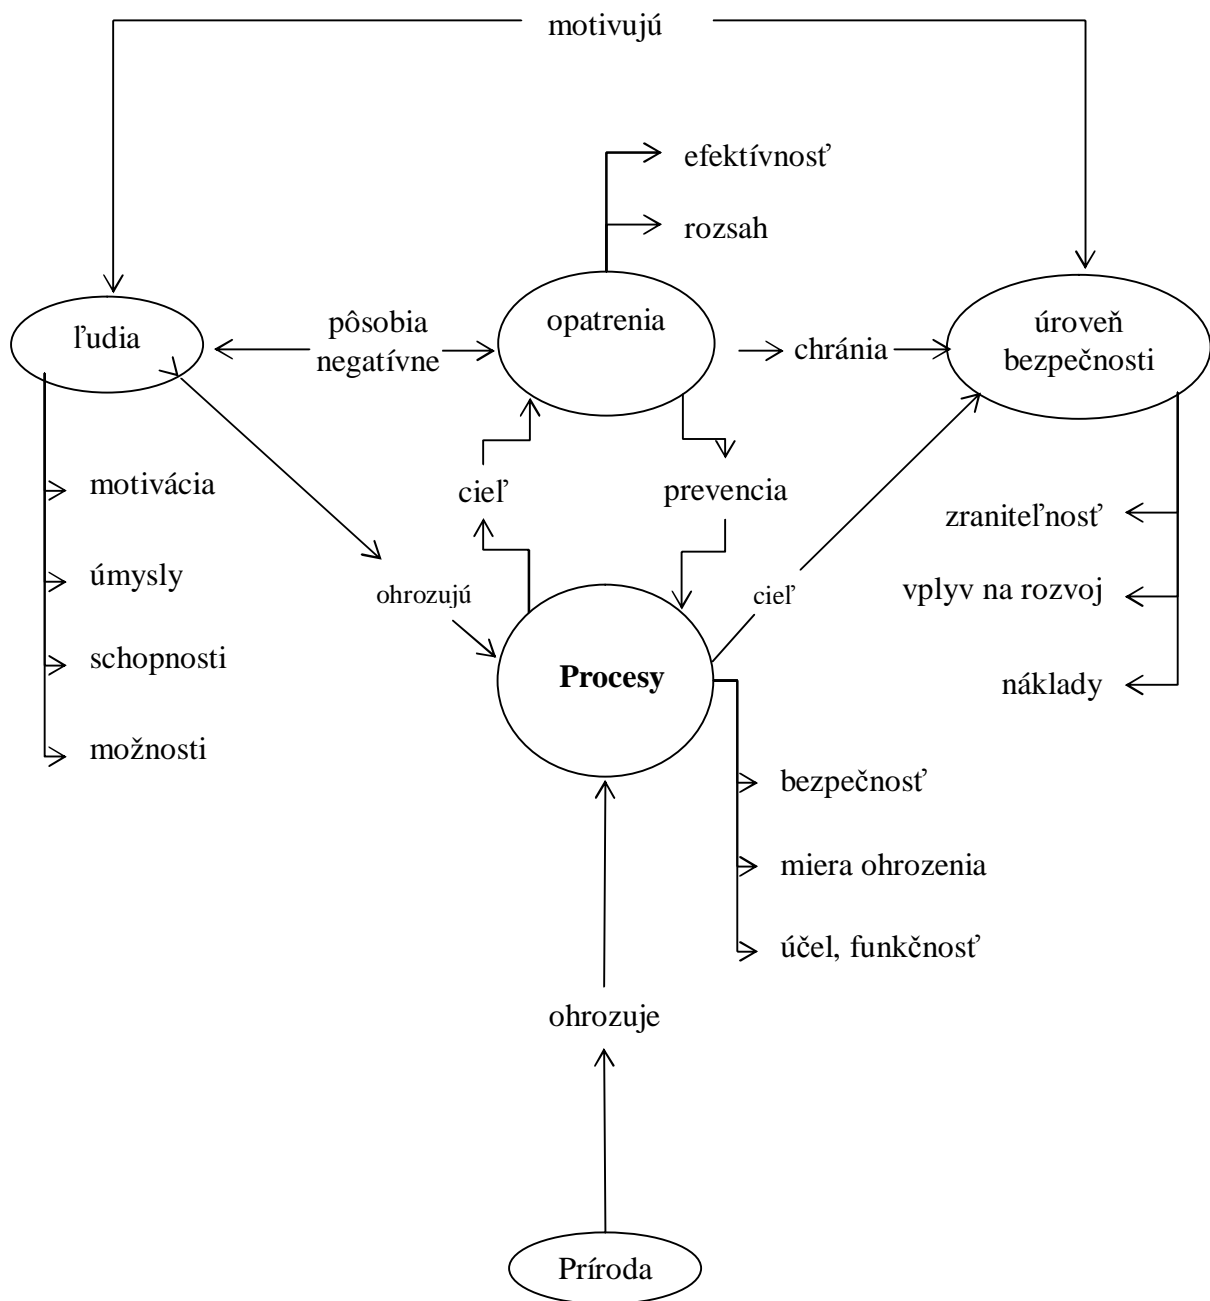 motivujú
efektívnosť
rozsah
ľudia
pôsobia
negatívne
opatrenia
chránia
úroveň
bezpečnosti
motivácia
cieľ
prevencia
zraniteľnosť
úmysly
ohrozujú
cieľ
vplyv na rozvoj
schopnosti
Procesy
náklady
možnosti
bezpečnosť
miera ohrozenia
účel, funkčnosť
ohrozuje
Príroda